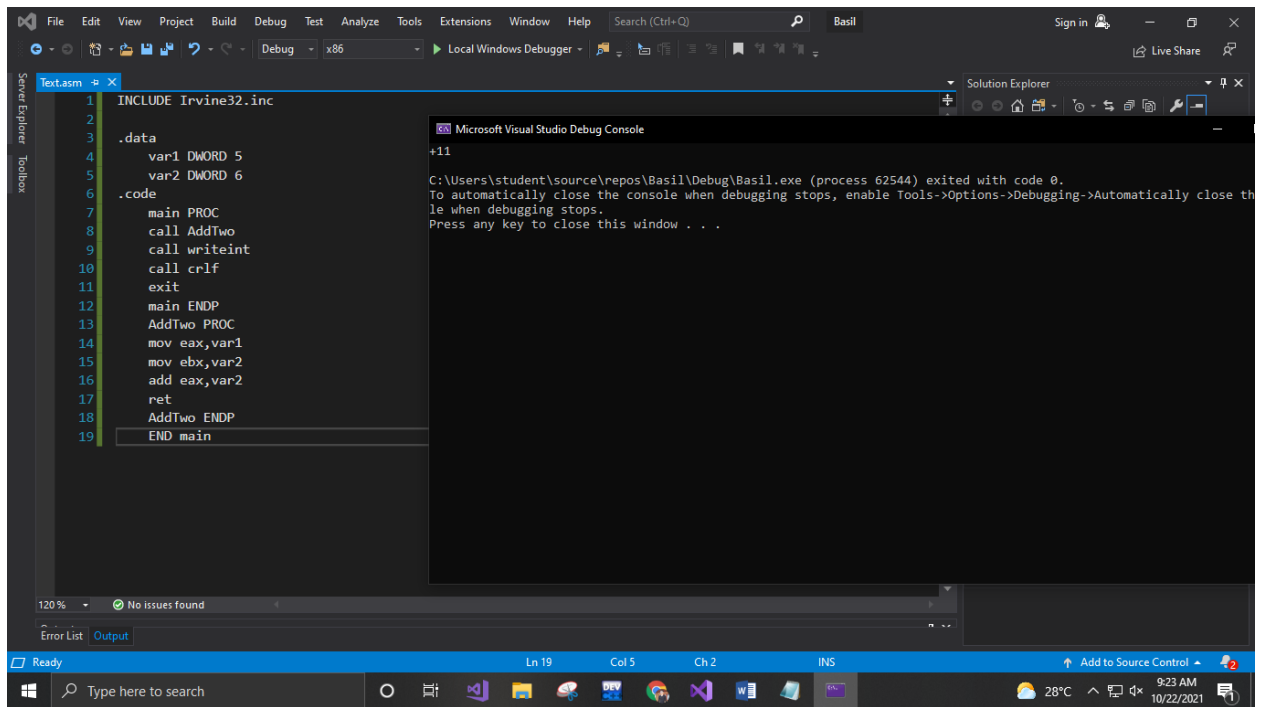 File Edit View Project Build Debug Test Analyze Tools Extensions Window Help Search (Ctrl+Q) Basil Sign in
Debug x86 Local Windows Debugger Live Share
Server Explorer
Toolbox
Text.asm
1 INCLUDE Irvine32.inc
2
3 .data
4 var1 DWORD 5
5 var2 DWORD 6
6 .code
7 main PROC
8 call AddTwo
9 call writeint
10 call crlf
11 exit
12 main ENDP
13 AddTwo PROC
14 mov eax,var1
15 mov ebx,var2
16 add eax,var2
17 ret
18 AddTwo ENDP
19 END main
Solution Explorer
Microsoft Visual Studio Debug Console
+11
C:\Users\student\source\repos\Basil\Debug\Basil.exe (process 62544) exited with code 0.
To automatically close the console when debugging stops, enable Tools->Options->Debugging->Automatically close th
le when debugging stops.
Press any key to close this window . . .
120 % No issues found
Error List Output
Ready Ln 19 Col 5 Ch 2 INS Add to Source Control 2
Type here to search DEV 28°C 9:23 AM
10/22/2021 1